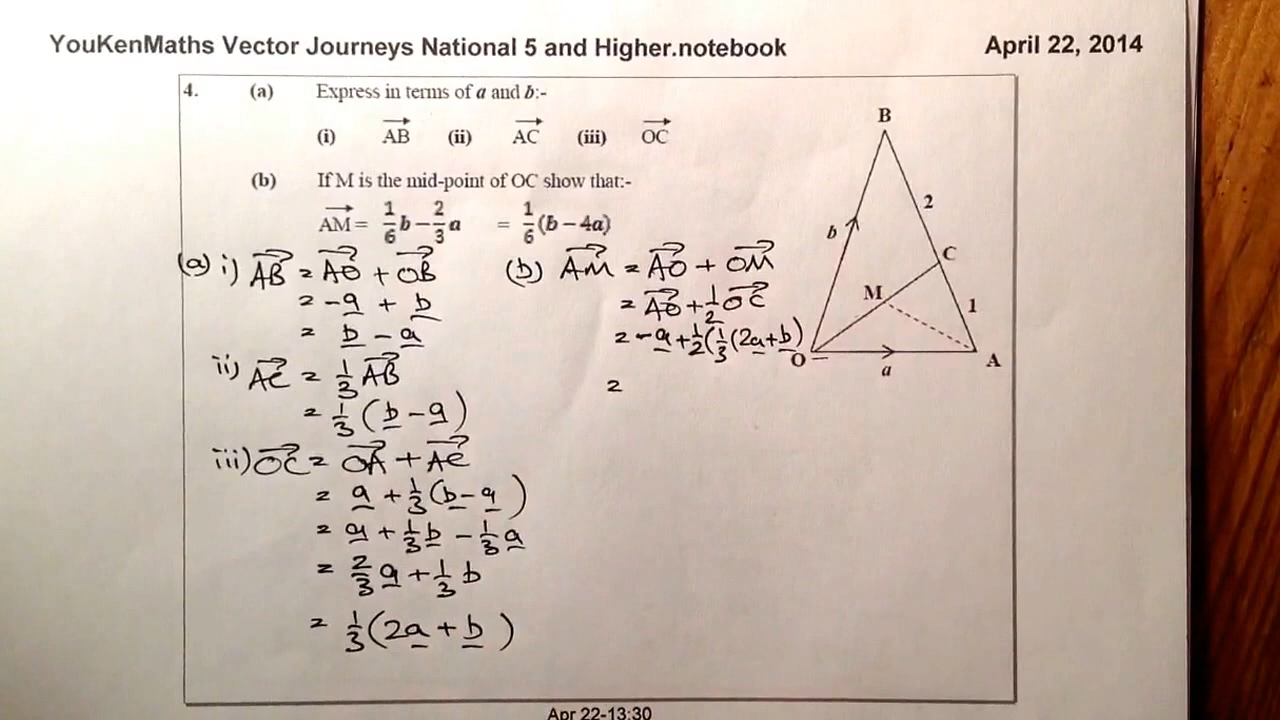 YouKenMaths Vector Journeys National 5 and Higher.notebook April 22, 2014
4. (a) Express in terms of a and b:-
(i) AB⃗ (ii) AC⃗ (iii) OC⃗
(b) If M is the mid-point of OC show that:-
AM⃗ = 1/6 b − 2/3 a = 1/6 (b − 4a)
(a) i) AB⃗ = AO⃗ + OB⃗
= -a + b
= b - a
ii) AC⃗ = 1/3 AB⃗
= 1/3 (b - a)
iii) OC⃗ = OA⃗ + AC⃗
= a + 1/3 (b - a)
= a + 1/3 b - 1/3 a
= 2/3 a + 1/3 b
= 1/3 (2a + b)
(b) AM⃗ = AO⃗ + OM⃗
= AO⃗ + 1/2 OC⃗
= -a + 1/2 (1/3 (2a + b)
=
B
2
b
C
M
1
O
A
a
Apr 22-13:30